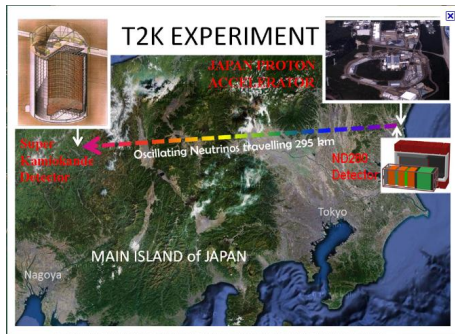 T2K EXPERIMENT
JAPAN PROTON
ACCELERATOR
Super
Kamiokande
Detector
Oscillating Neutrinos travelling 295 km
ND280
Detector
Tokyo
MAIN ISLAND of JAPAN
Nagoya